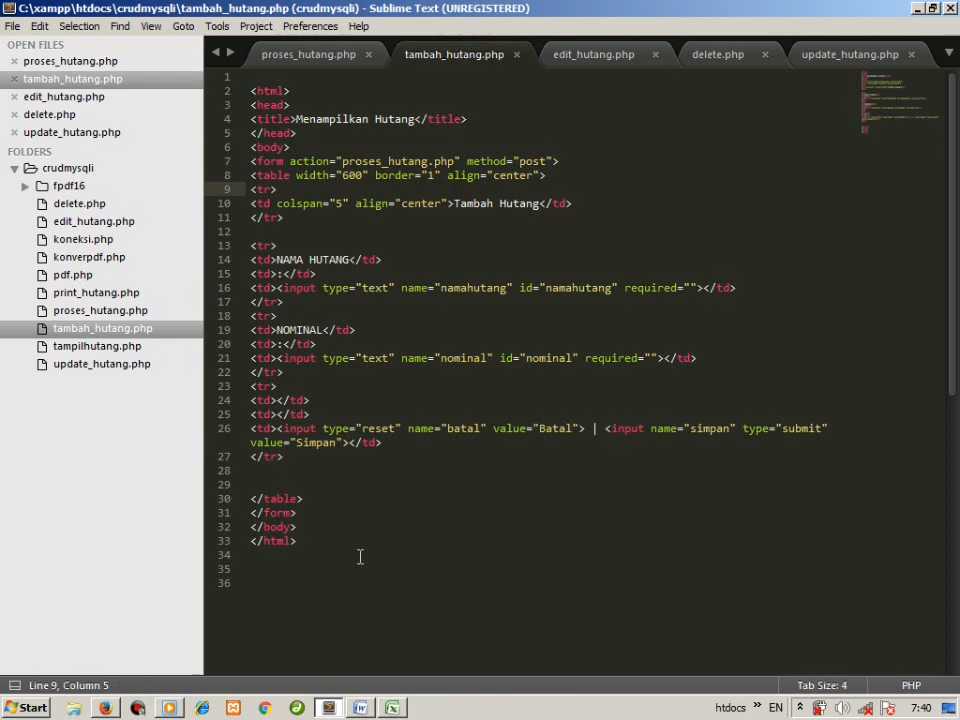 C:\xampp\htdocs\crudmysqli\tambah_hutang.php (crudmysqli) - Sublime Text (UNREGISTERED)
File Edit Selection Find View Goto Tools Project Preferences Help
OPEN FILES
proses_hutang.php
tambah_hutang.php
edit_hutang.php
delete.php
update_hutang.php
FOLDERS
crudmysqli
fpdf16
delete.php
edit_hutang.php
koneksi.php
konverpdf.php
pdf.php
print_hutang.php
proses_hutang.php
tambah_hutang.php
tampilhutang.php
update_hutang.php
proses_hutang.php tambah_hutang.php edit_hutang.php delete.php update_hutang.php
1
2 <html>
3 <head>
4 <title>Menampilkan Hutang</title>
5 </head>
6 <body>
7 <form action="proses_hutang.php" method="post">
8 <table width="600" border="1" align="center">
9 <tr>
10 <td colspan="5" align="center">Tambah Hutang</td>
11 </tr>
12
13 <tr>
14 <td>NAMA HUTANG</td>
15 <td>:</td>
16 <td><input type="text" name="namahutang" id="namahutang" required=""></td>
17 </tr>
18 <tr>
19 <td>NOMINAL</td>
20 <td>:</td>
21 <td><input type="text" name="nominal" id="nominal" required=""></td>
22 </tr>
23 <tr>
24 <td></td>
25 <td></td>
26 <td><input type="reset" name="batal" value="Batal"> | <input name="simpan" type="submit"
value="Simpan"></td>
27 </tr>
28
29
30 </table>
31 </form>
32 </body>
33 </html>
34
35
36
Line 9, Column 5 Tab Size: 4 PHP
Start htdocs » EN 7:40